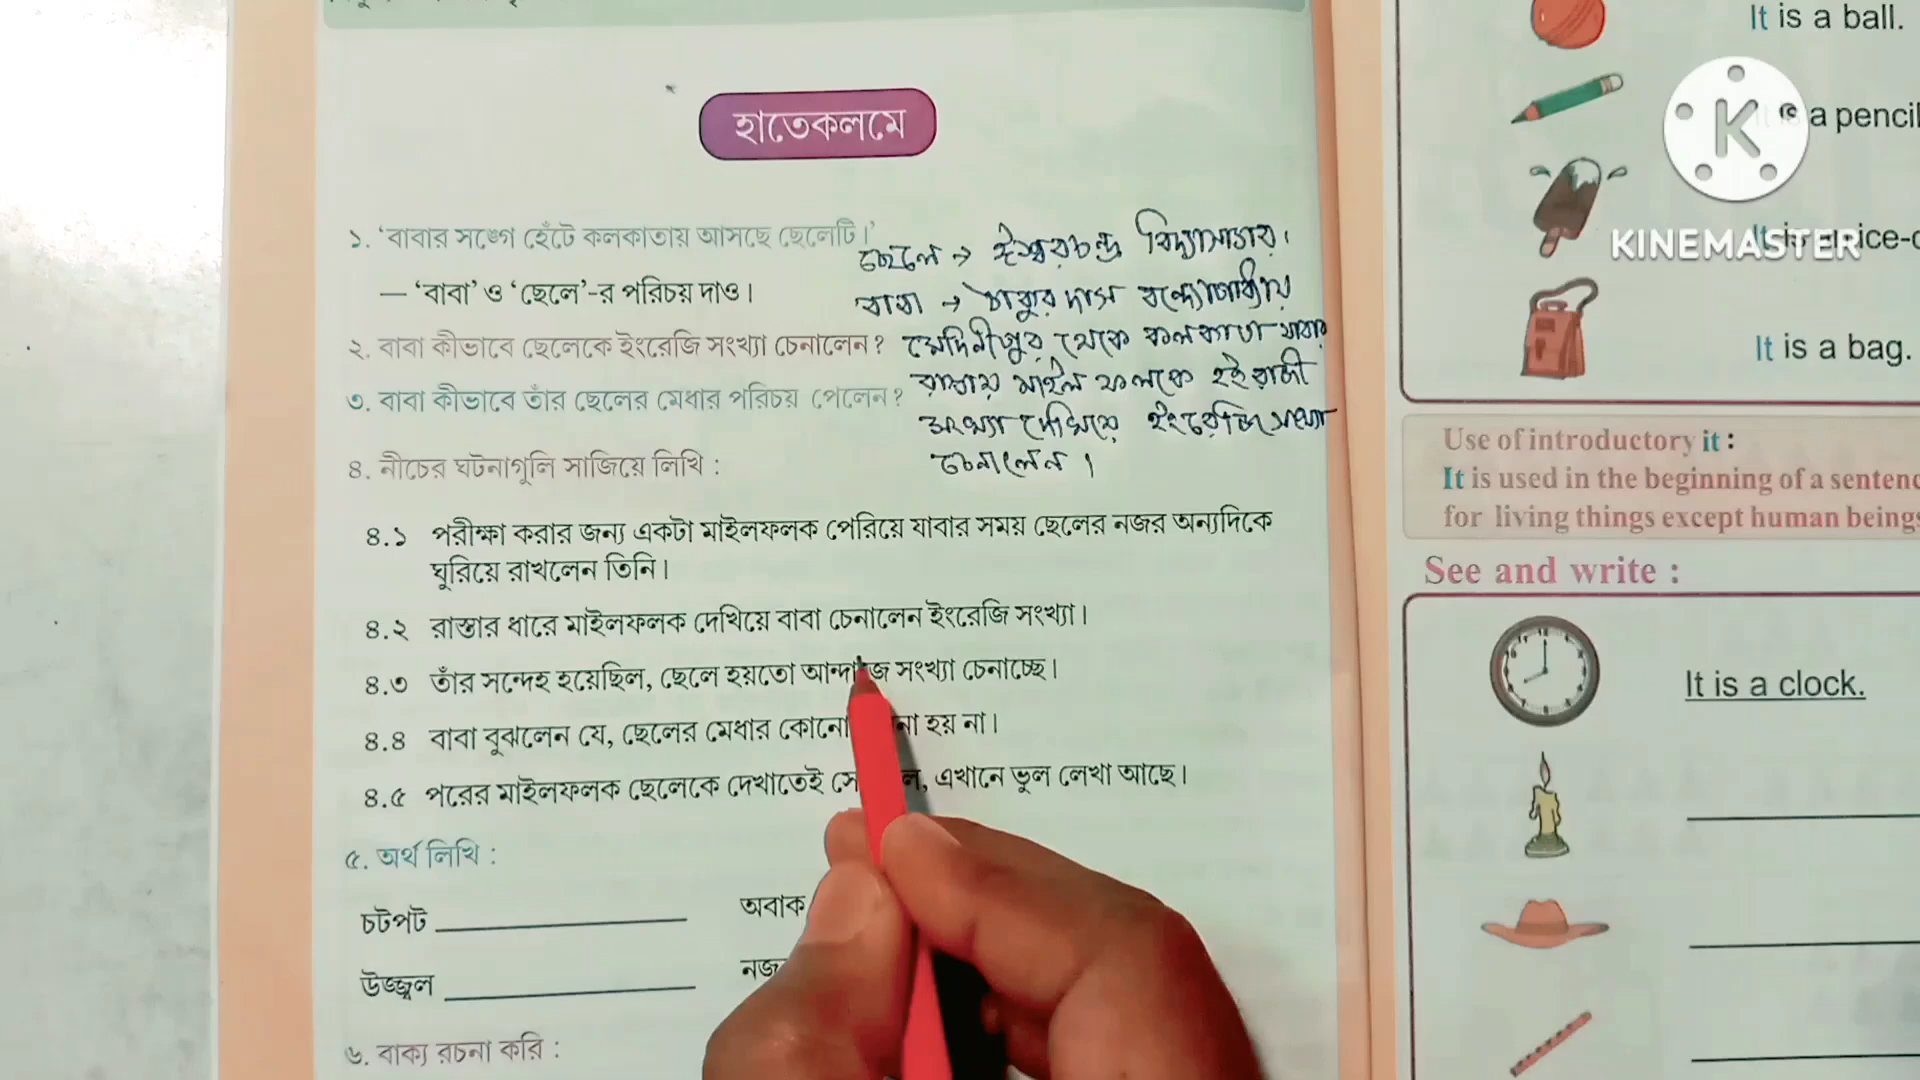 হাতেকলমে
১. ‘বাবার সঙ্গে হেঁটে কলকাতায় আসছে ছেলেটি।’
— ‘বাবা’ ও ‘ছেলে’-র পরিচয় দাও।
ছেলে → ঈশ্বরচন্দ্র বিদ্যাসাগর।
বাবা → ঠাকুর দাস বন্দ্যোপাধ্যায়
২. বাবা কীভাবে ছেলেকে ইংরেজি সংখ্যা চেনালেন?
মেদিনীপুর থেকে কলকাতা যাবার
রাস্তায় মাইল ফলকে ইংরাজী
সংখ্যা দেখিয়ে ইংরেজি সংখ্যা
চেনালেন।
৩. বাবা কীভাবে তাঁর ছেলের মেধার পরিচয় পেলেন?
৪. নীচের ঘটনাগুলি সাজিয়ে লিখি :
৪.১ পরীক্ষা করার জন্য একটা মাইলফলক পেরিয়ে যাবার সময় ছেলের নজর অন্যদিকে
ঘুরিয়ে রাখলেন তিনি।
৪.২ রাস্তার ধারে মাইলফলক দেখিয়ে বাবা চেনালেন ইংরেজি সংখ্যা।
৪.৩ তাঁর সন্দেহ হয়েছিল, ছেলে হয়তো আন্দাজে সংখ্যা চেনাচ্ছে।
৪.৪ বাবা বুঝলেন যে, ছেলের মেধার কোনো হয় না।
৪.৫ পরের মাইলফলক ছেলেকে দেখাতেই সে এখানে ভুল লেখা আছে।
৫. অর্থ লিখি :
চটপট অবাক
উজ্জ্বল
৬. বাক্য রচনা করি :
It is a ball.
a pencil
KINEMASTER
It is a bag.
Use of introductory it :
It is used in the beginning of a
for living things except human
See and write :
It is a clock.